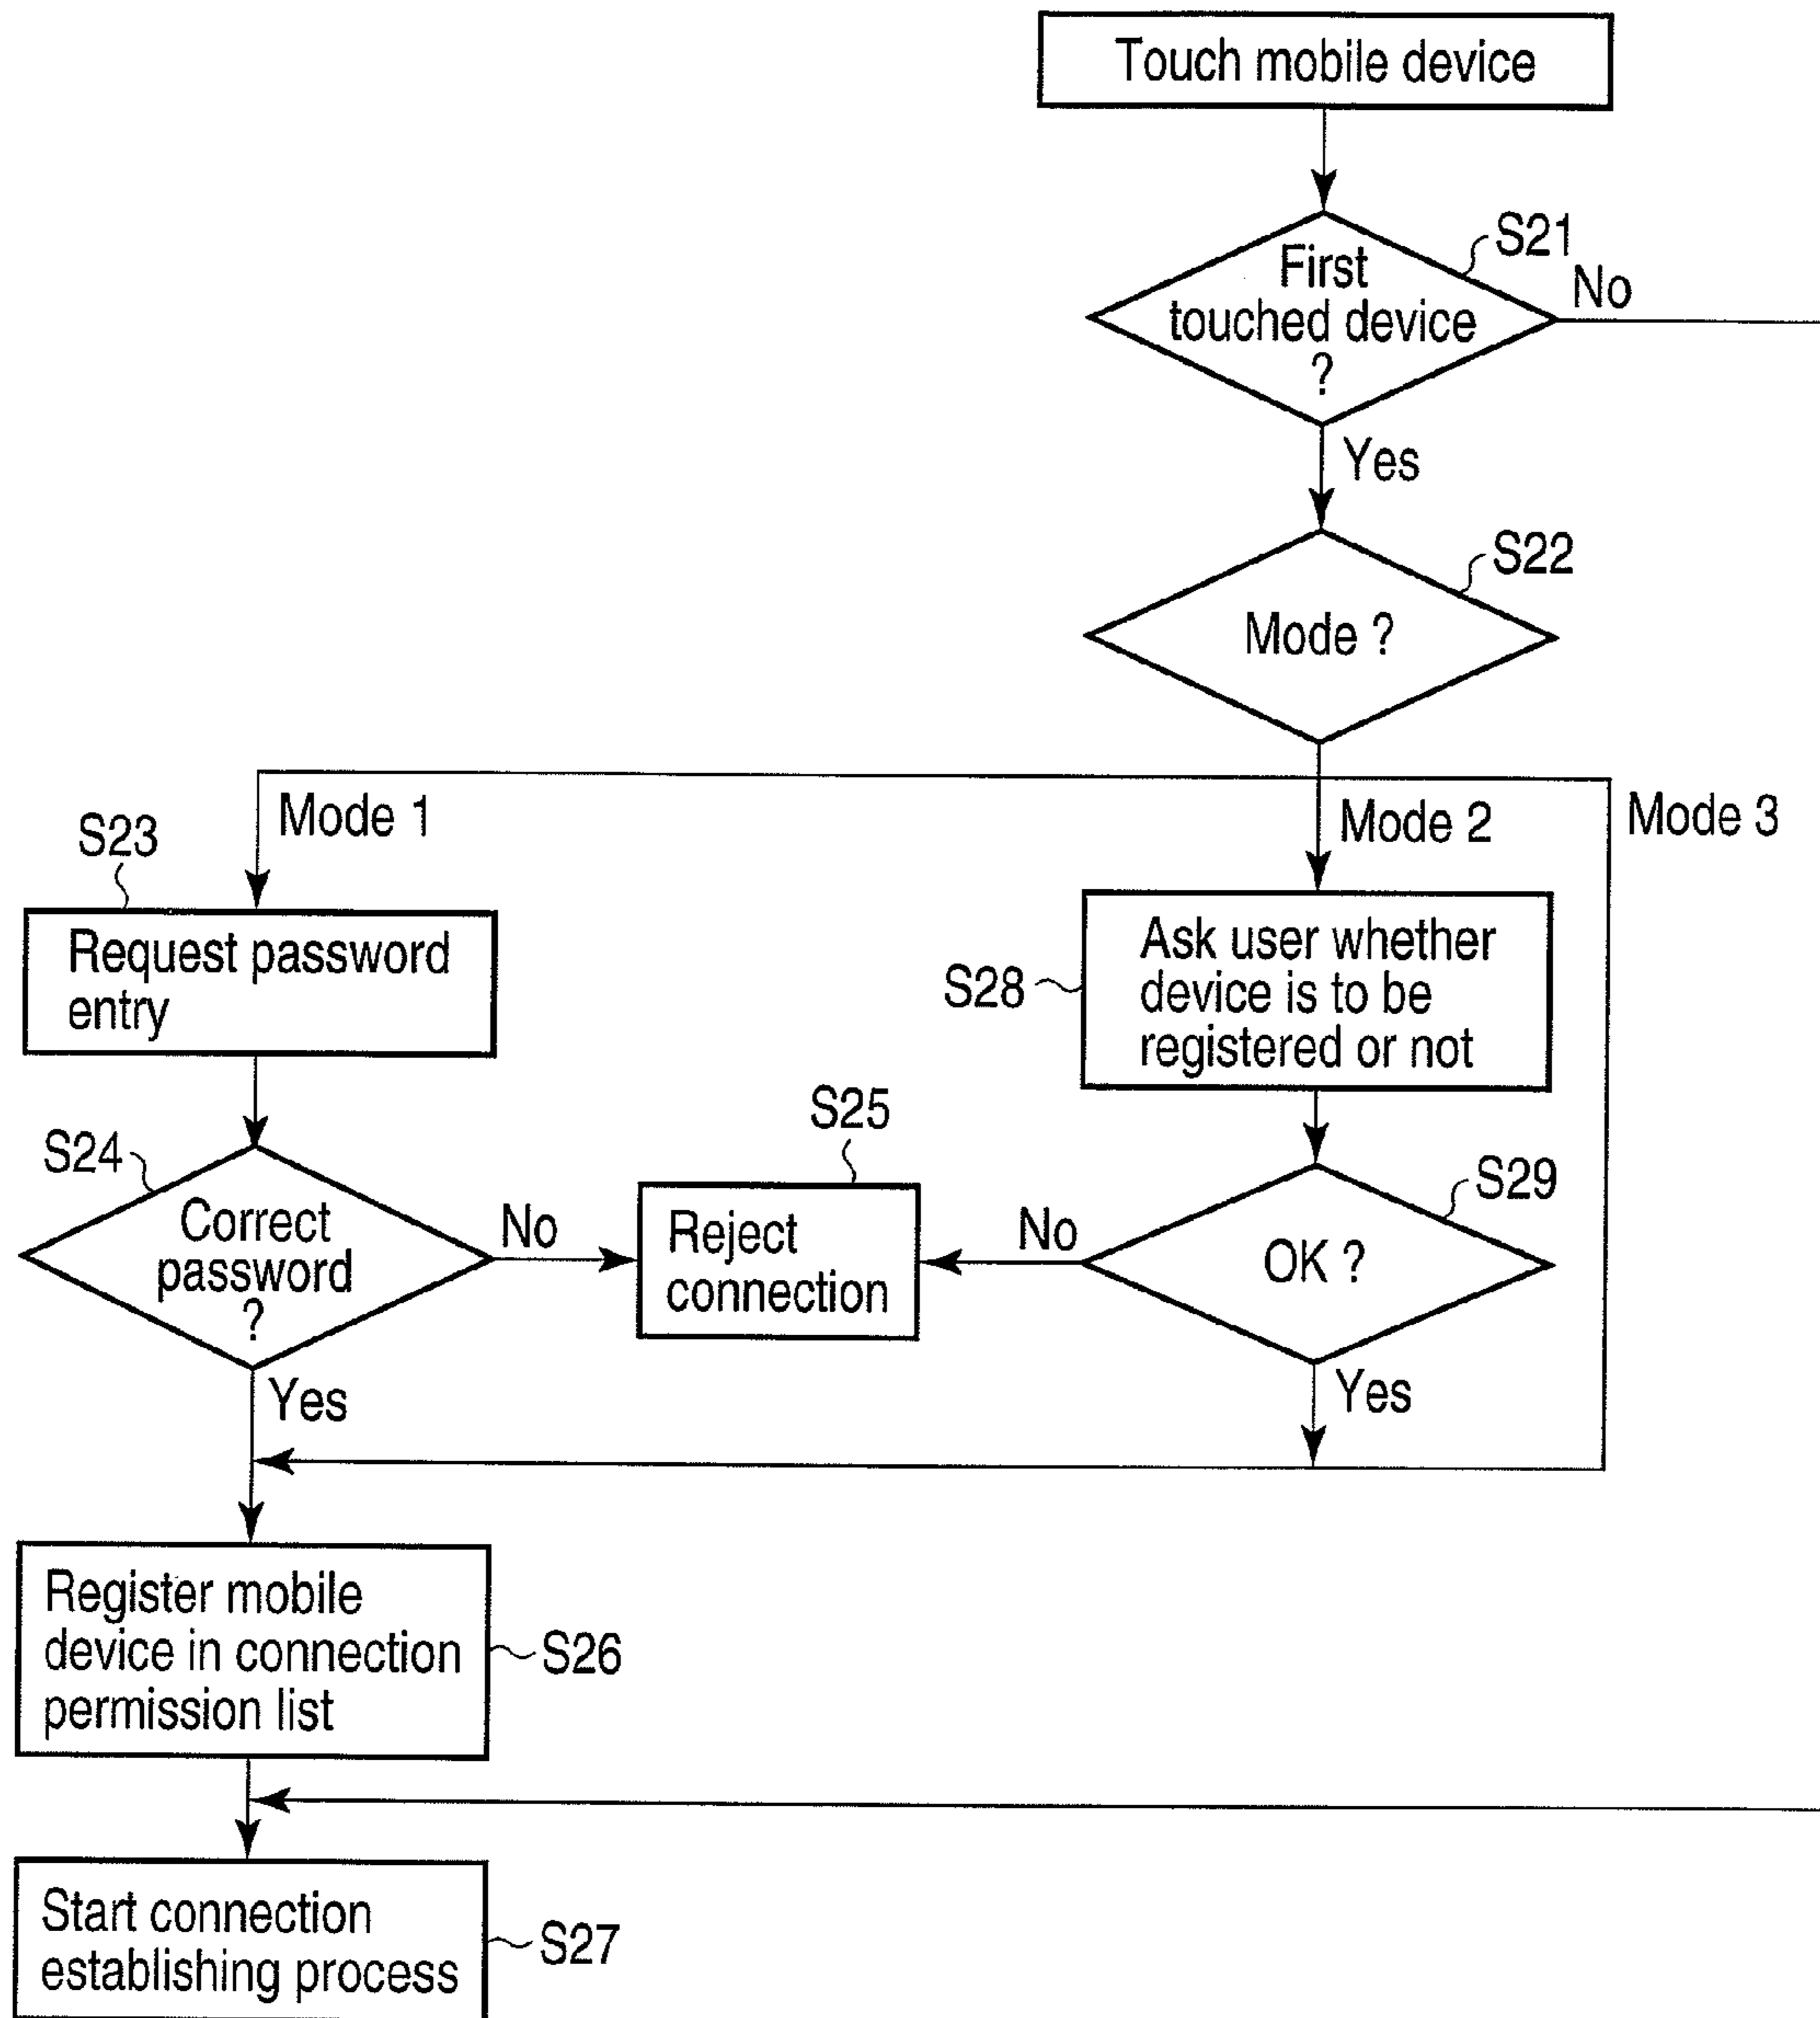 Touch mobile device
S21
First
touched device
?
No
Yes
S22
Mode ?
Mode 1
Mode 2
Mode 3
S23
Request password
entry
S28
Ask user whether
device is to be
registered or not
S25
S24
Correct
password
?
No
Reject
connection
No
S29
OK ?
Yes
Yes
Register mobile
device in connection
permission list
S26
Start connection
establishing process
S27